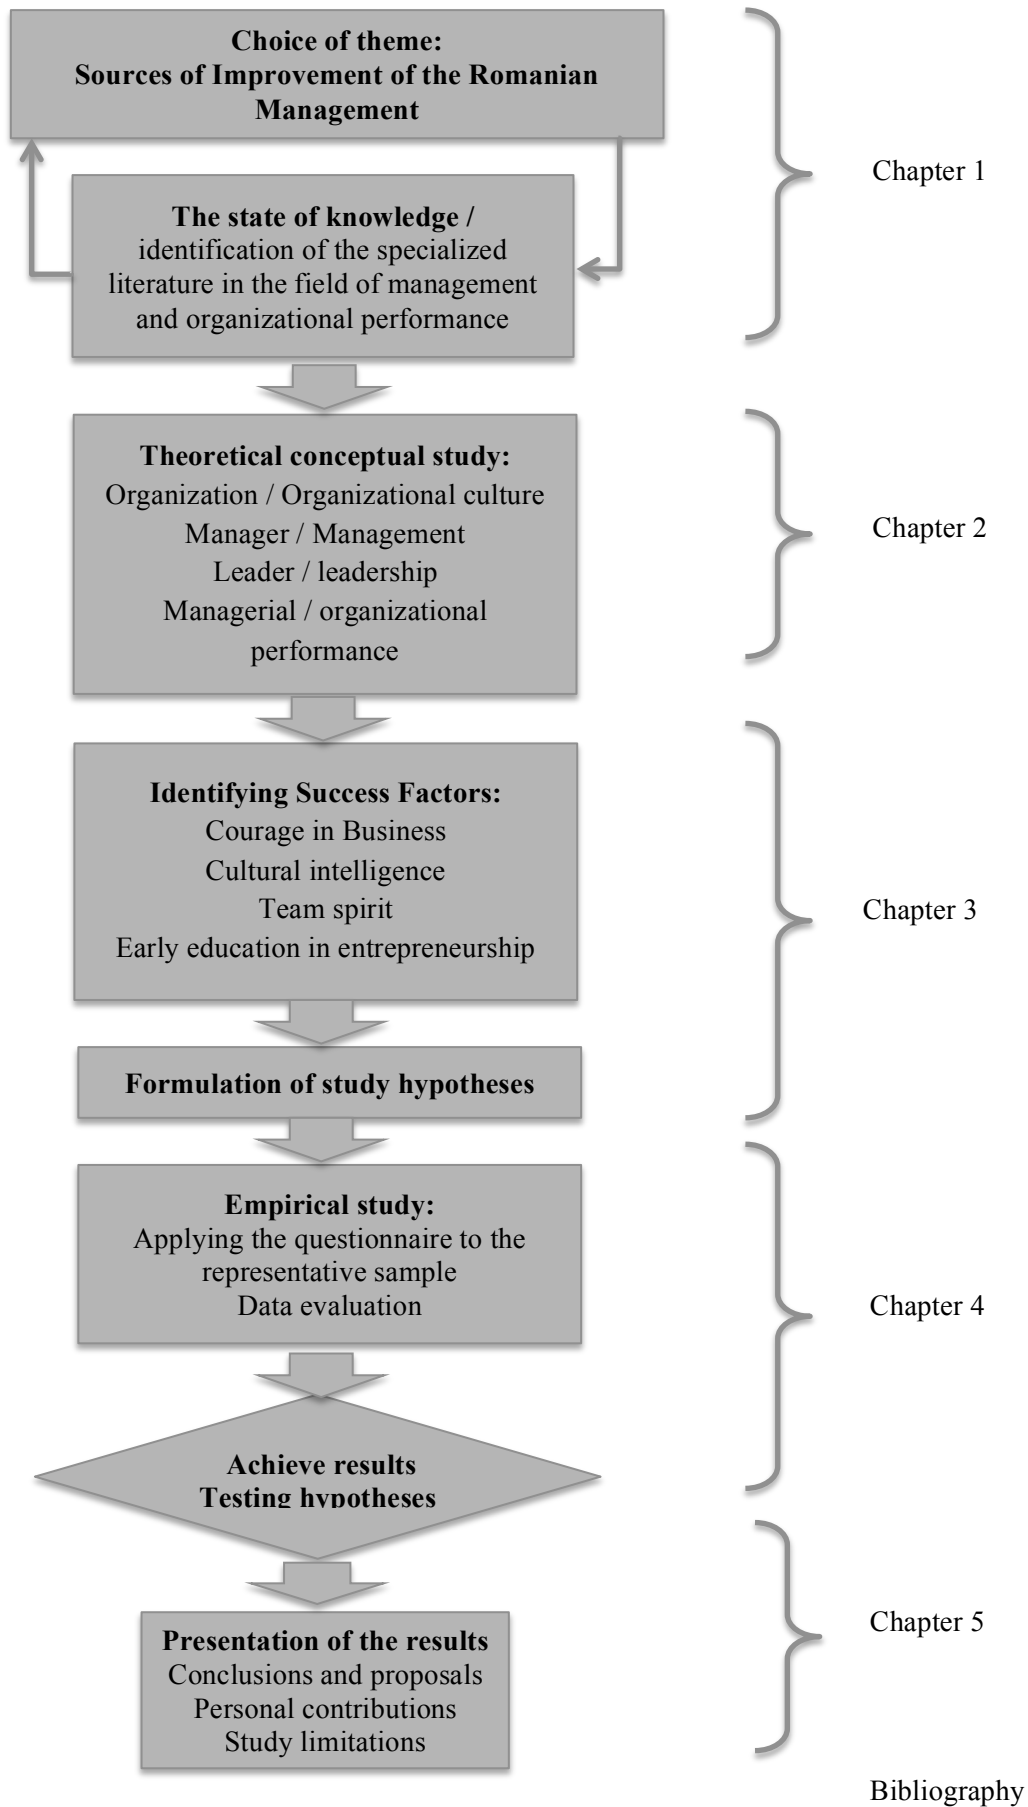 Choice of theme:
Sources of Improvement of the Romanian
Management
Chapter 1
The state of knowledge /
identification of the specialized
literature in the field of management
and organizational performance
Theoretical conceptual study:
Organization / Organizational culture
Manager / Management
Leader / leadership
Managerial / organizational
performance
Chapter 2
Identifying Success Factors:
Courage in Business
Cultural intelligence
Team spirit
Early education in entrepreneurship
Chapter 3
Formulation of study hypotheses
Empirical study:
Applying the questionnaire to the
representative sample
Data evaluation
Chapter 4
Achieve results
Testing hypotheses
Presentation of the results
Conclusions and proposals
Personal contributions
Study limitations
Chapter 5
Bibliography